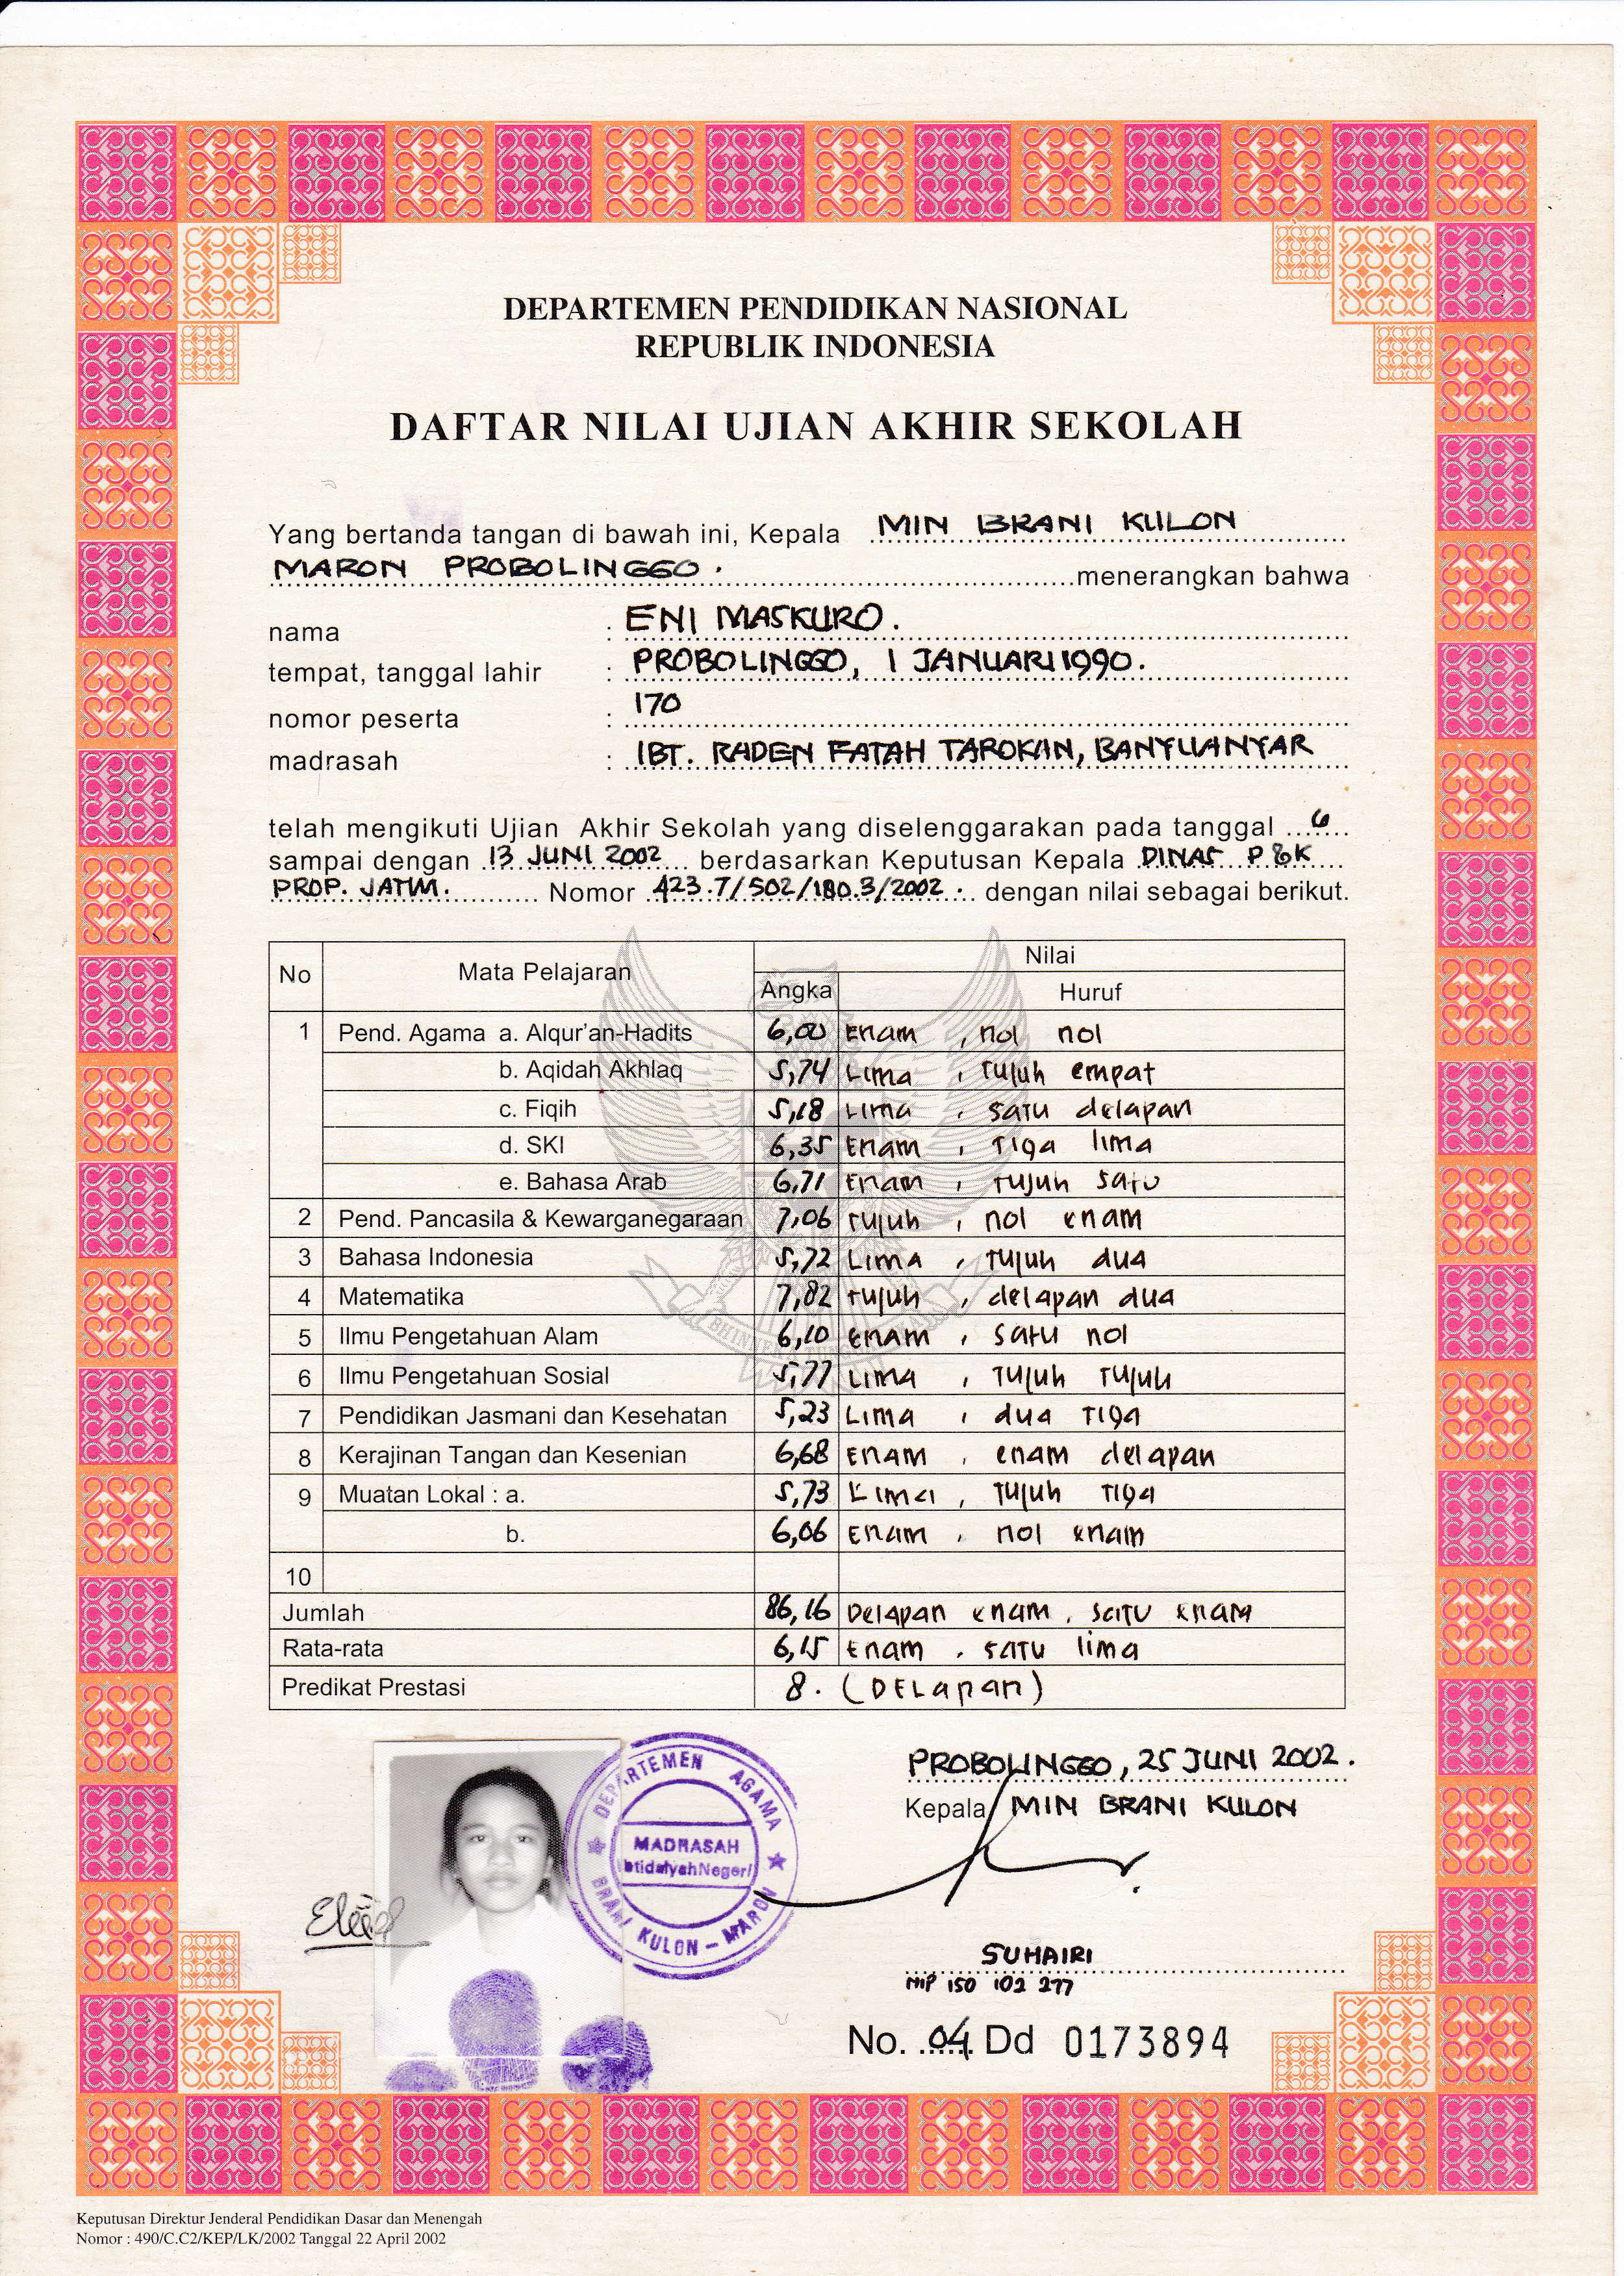 DEPARTEMEN PENDIDIKAN NASIONAL
REPUBLIK INDONESIA
DAFTAR NILAI UJIAN AKHIR SEKOLAH
Yang bertanda tangan di bawah ini, Kepala MIN BRANI KULON
MARON PROBOLINGGO. menerangkan bahwa
nama : ENI MASKURO.
tempat, tanggal lahir : PROBOLINGGO, 1 JANUARI 1990.
nomor peserta : 170
madrasah : IBT. RADEN FATAH TAROKAN, BANYUANYAR
telah mengikuti Ujian Akhir Sekolah yang diselenggarakan pada tanggal 6
sampai dengan 13 JUNI 2002 berdasarkan Keputusan Kepala DINAS P&K
PROP. JATIM. Nomor 423.7/502/180.3/2002. dengan nilai sebagai berikut.
No Mata Pelajaran Nilai
Angka Huruf
1 Pend. Agama a. Alqur'an-Hadits 6,00 Enam , nol nol
b. Aqidah Akhlaq 5,74 Lima , Tujuh empat
c. Fiqih 5,18 Lima , satu delapan
d. SKI 6,35 Enam , Tiga lima
e. Bahasa Arab 6,71 Enam , Tujuh satu
2 Pend. Pancasila & Kewarganegaraan 7,06 Tujuh , nol enam
3 Bahasa Indonesia 5,72 Lima , Tujuh dua
4 Matematika 7,82 Tujuh , delapan dua
5 Ilmu Pengetahuan Alam 6,10 enam , satu nol
6 Ilmu Pengetahuan Sosial 5,77 Lima , Tujuh Tujuh
7 Pendidikan Jasmani dan Kesehatan 5,23 Lima , dua Tiga
8 Kerajinan Tangan dan Kesenian 6,68 Enam , enam delapan
9 Muatan Lokal : a. 5,73 Lima , Tujuh Tiga
b. 6,06 Enam , nol enam
10
Jumlah 86,16 Delapan enam , satu enam
Rata-rata 6,15 Enam , satu lima
Predikat Prestasi 8. (DELapan)
PROBOLINGGO, 25 JUNI 2002.
Kepala MIN BRANI KULON
DEPARTEMEN AGAMA
MADRASAH
Ibtidaiyah Negeri
BRANI KULON - MARON
SUHAIRI
NIP 150 102 277
No. 04 Dd 0173894
Keputusan Direktur Jenderal Pendidikan Dasar dan Menengah
Nomor : 490/C.C2/KEP/LK/2002 Tanggal 22 April 2002